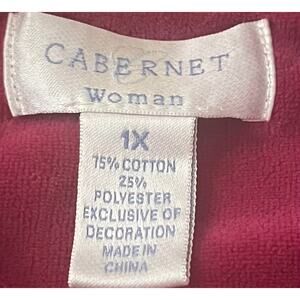 CABERNET
Woman
1X
75% COTTON
25%
POLYESTER
EXCLUSIVE OF
DECORATION
MADE IN
CHINA